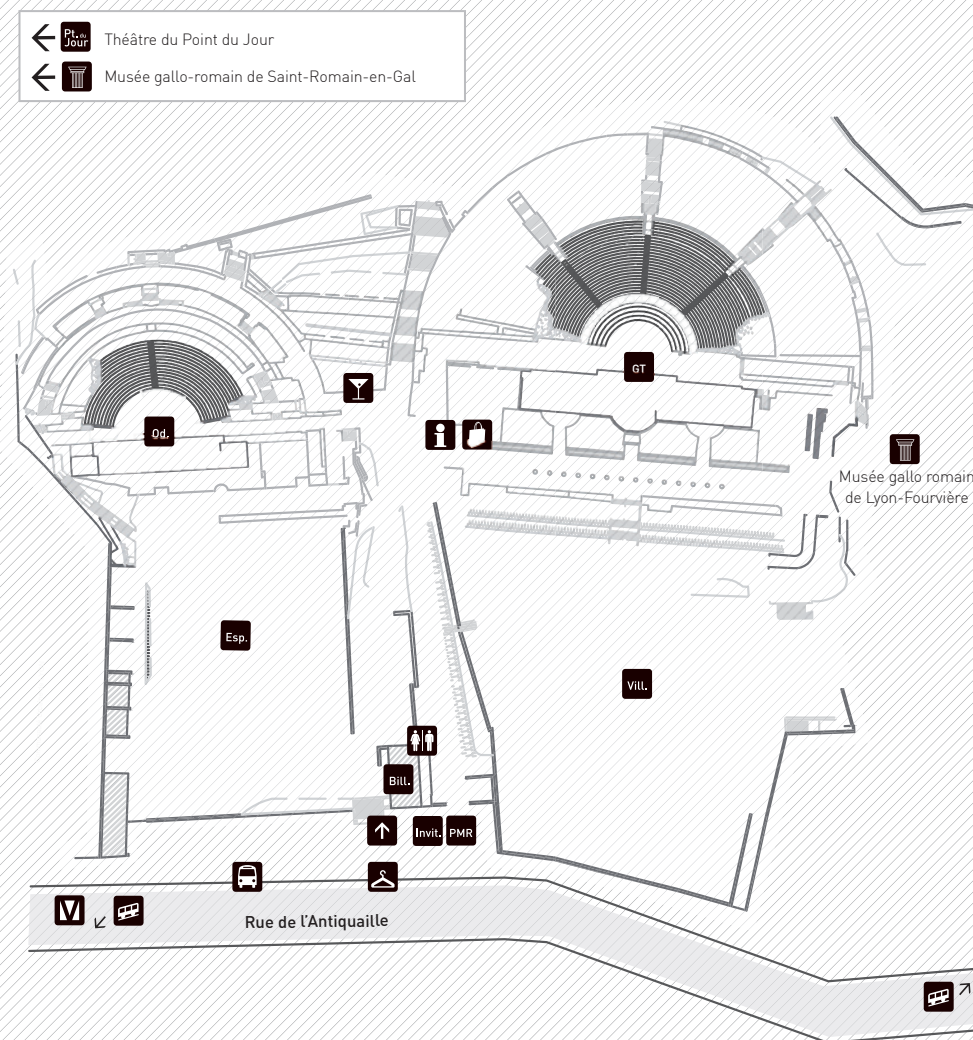 Pt. du
Jour
Théâtre du Point du Jour
Musée gallo-romain de Saint-Romain-en-Gal
GT
Od.
i
Musée gallo romain
de Lyon-Fourvière
Esp.
Vill.
Bill.
Invit.
PMR
V
Rue de l'Antiquaille